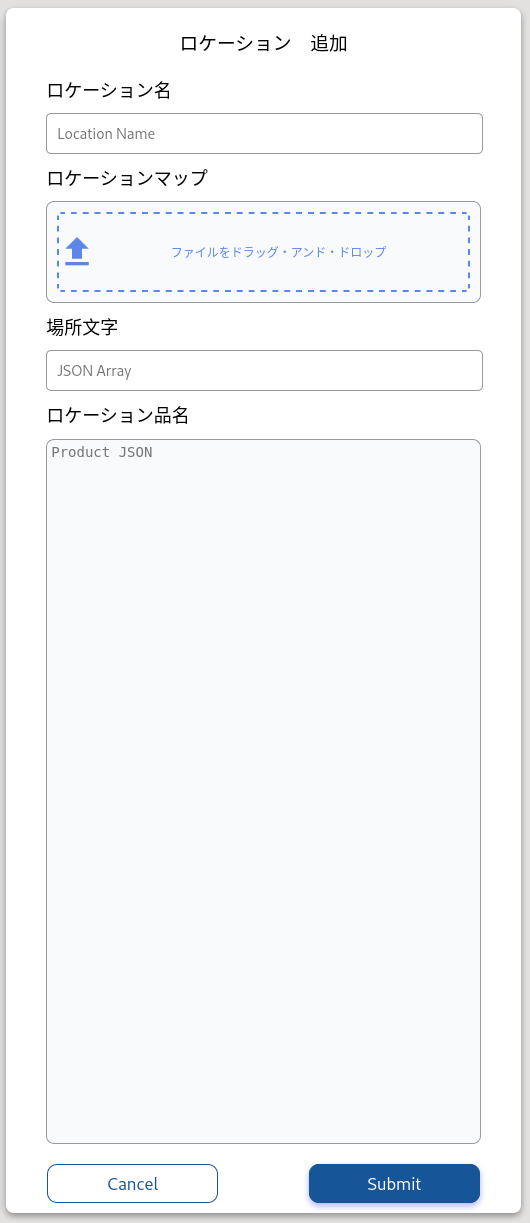 ロケーション　追加
ロケーション名
Location Name
ロケーションマップ
ファイルをドラッグ・アンド・ドロップ
場所文字
JSON Array
ロケーション品名
Product JSON
Cancel
Submit